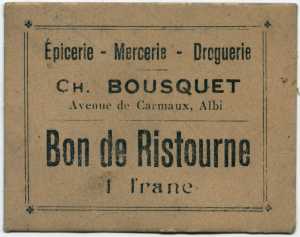 Épicerie - Mercerie - Droguerie
CH. BOUSQUET
Avenue de Carmaux, Albi
Bon de Ristourne
1 franc